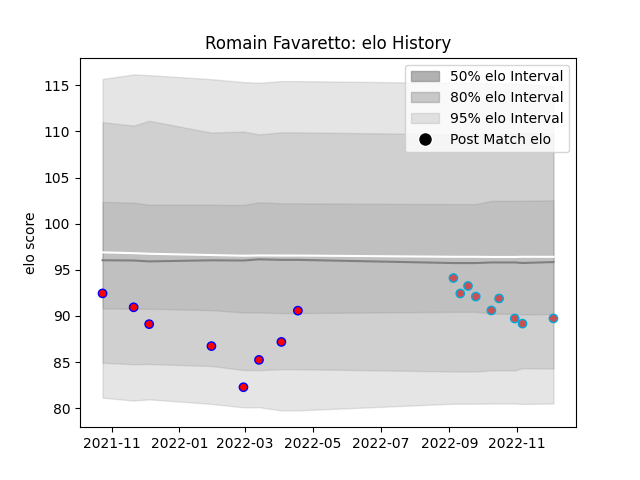 Romain Favaretto: elo History
115
110
105
100
95
90
85
80
elo score
50% elo Interval
80% elo Interval
95% elo Interval
Post Match elo
2021-11
2022-01
2022-03
2022-05
2022-07
2022-09
2022-11